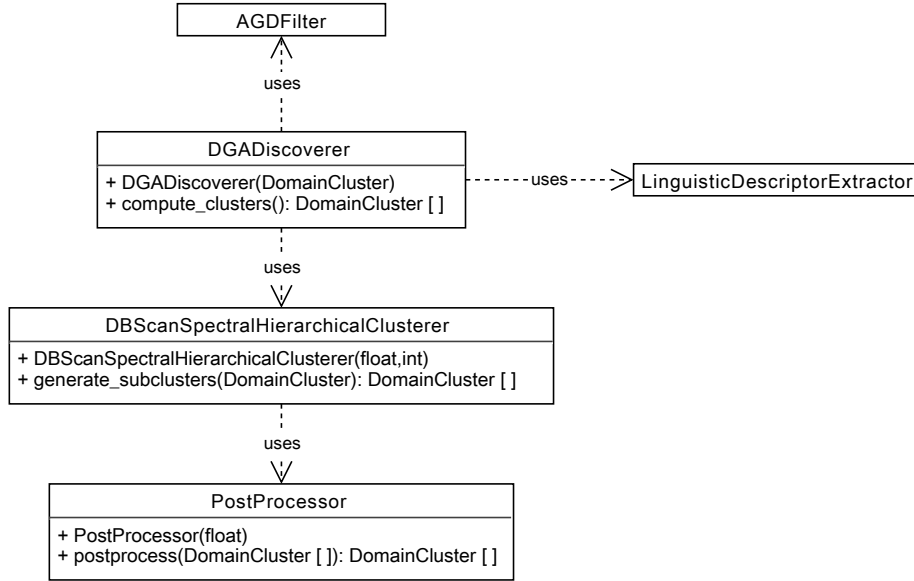 AGDFilter
uses
DGADiscoverer
+ DGADiscoverer(DomainCluster)
+ compute_clusters(): DomainCluster [ ]
uses
LinguisticDescriptorExtractor
uses
DBScanSpectralHierarchicalClusterer
+ DBScanSpectralHierarchicalClusterer(float,int)
+ generate_subclusters(DomainCluster): DomainCluster [ ]
uses
PostProcessor
+ PostProcessor(float)
+ postprocess(DomainCluster [ ]): DomainCluster [ ]